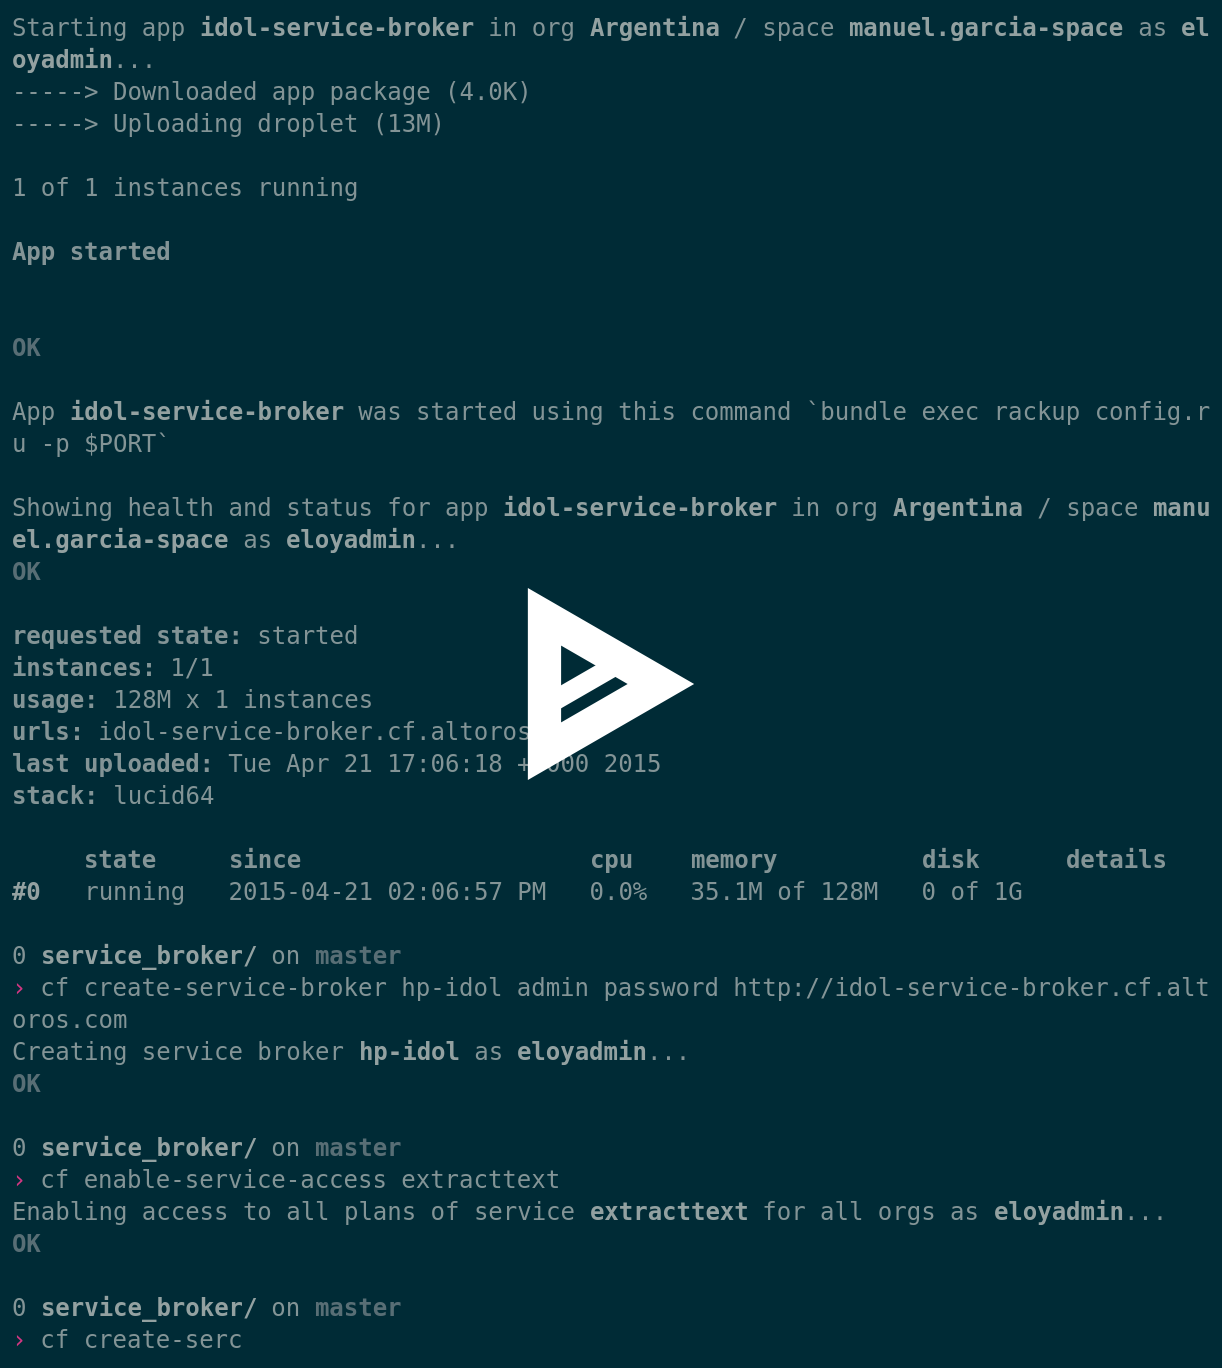 Starting app idol-service-broker in org Argentina / space manuel.garcia-space as el
oyadmin...
-----> Downloaded app package (4.0K)
-----> Uploading droplet (13M)
1 of 1 instances running
App started
OK
App idol-service-broker was started using this command `bundle exec rackup config.r
u -p $PORT`
Showing health and status for app idol-service-broker in org Argentina / space manu
el.garcia-space as eloyadmin...
OK
requested state: started
instances: 1/1
usage: 128M x 1 instances
urls: idol-service-broker.cf.altoros
last uploaded: Tue Apr 21 17:06:18 + 000 2015
stack: lucid64
state since cpu memory disk details
#0 running 2015-04-21 02:06:57 PM 0.0% 35.1M of 128M 0 of 1G
0 service_broker/ on master
› cf create-service-broker hp-idol admin password http://idol-service-broker.cf.alt
oros.com
Creating service broker hp-idol as eloyadmin...
OK
0 service_broker/ on master
› cf enable-service-access extracttext
Enabling access to all plans of service extracttext for all orgs as eloyadmin...
OK
0 service_broker/ on master
› cf create-serc